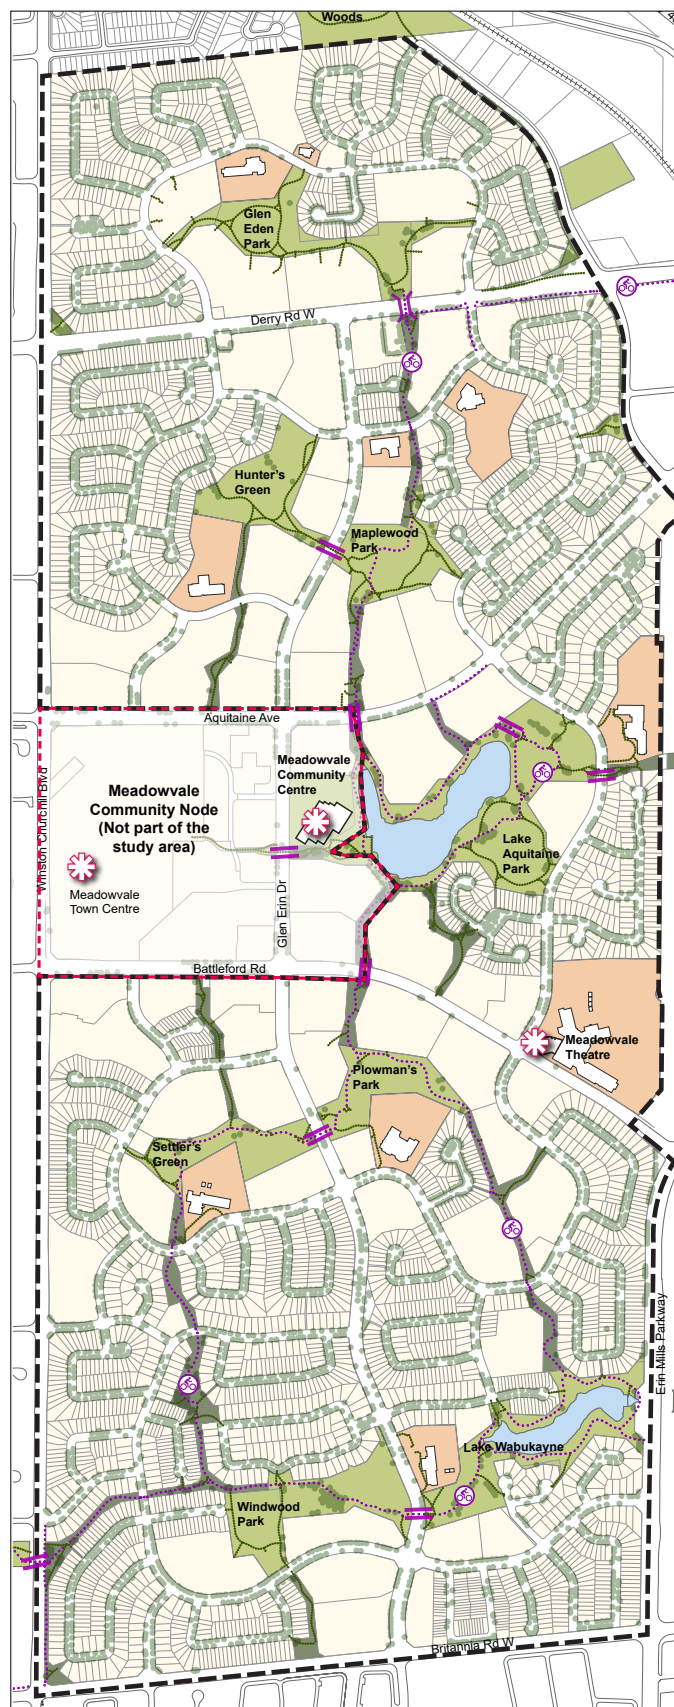 Woods
Glen
Eden
Park
Derry Rd W
Hunter's
Green
Maplewood
Park
Aquitaine Ave
Meadowvale
Community
Centre
Meadowvale
Community Node
(Not part of the
study area)
Winston Churchill Blvd
Meadowvale
Town Centre
Lake
Aquitaine
Park
Glen Erin Dr
Battleford Rd
Meadowvale
Theatre
Plowman's
Park
Settler's
Green
Erin Mills Parkway
Lake Wabukayne
Windwood
Park
Britannia Rd W